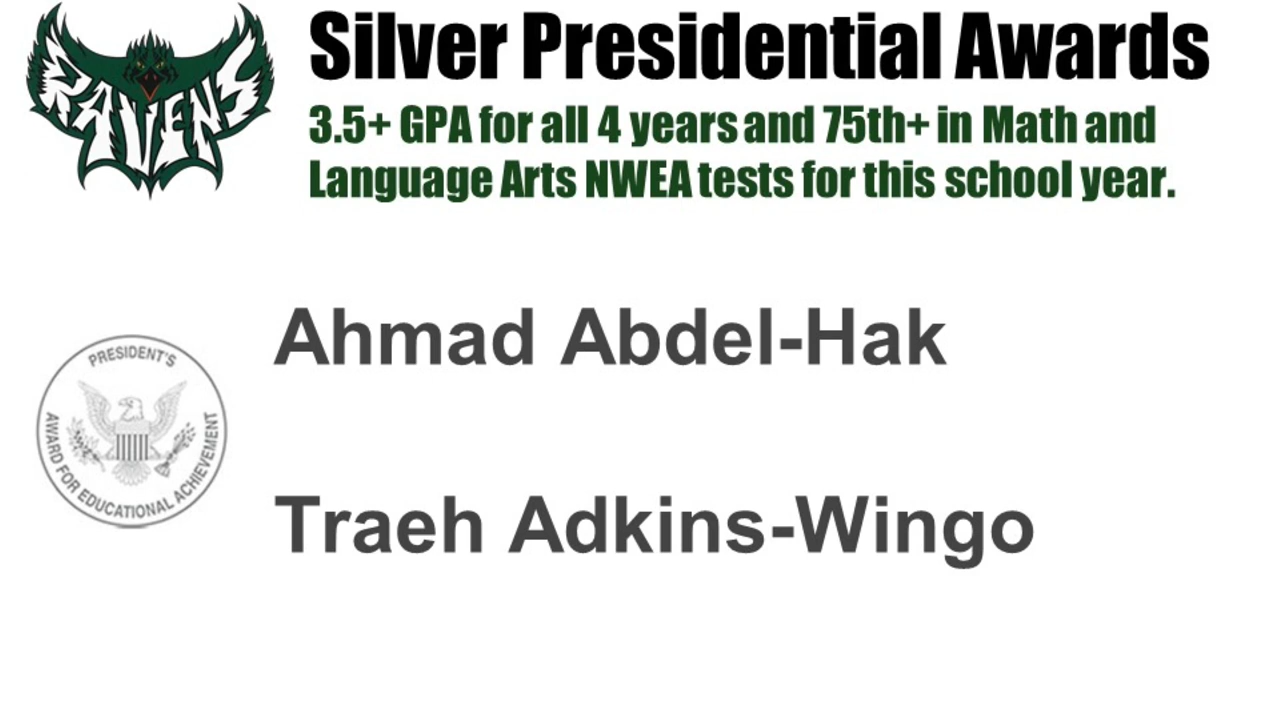 RAVENS
Silver Presidential Awards
3.5+ GPA for all 4 years and 75th+ in Math and
Language Arts NWEA tests for this school year.
Ahmad Abdel-Hak
PRESIDENT'S
AWARD FOR EDUCATIONAL ACHIEVEMENT
Traeh Adkins-Wingo